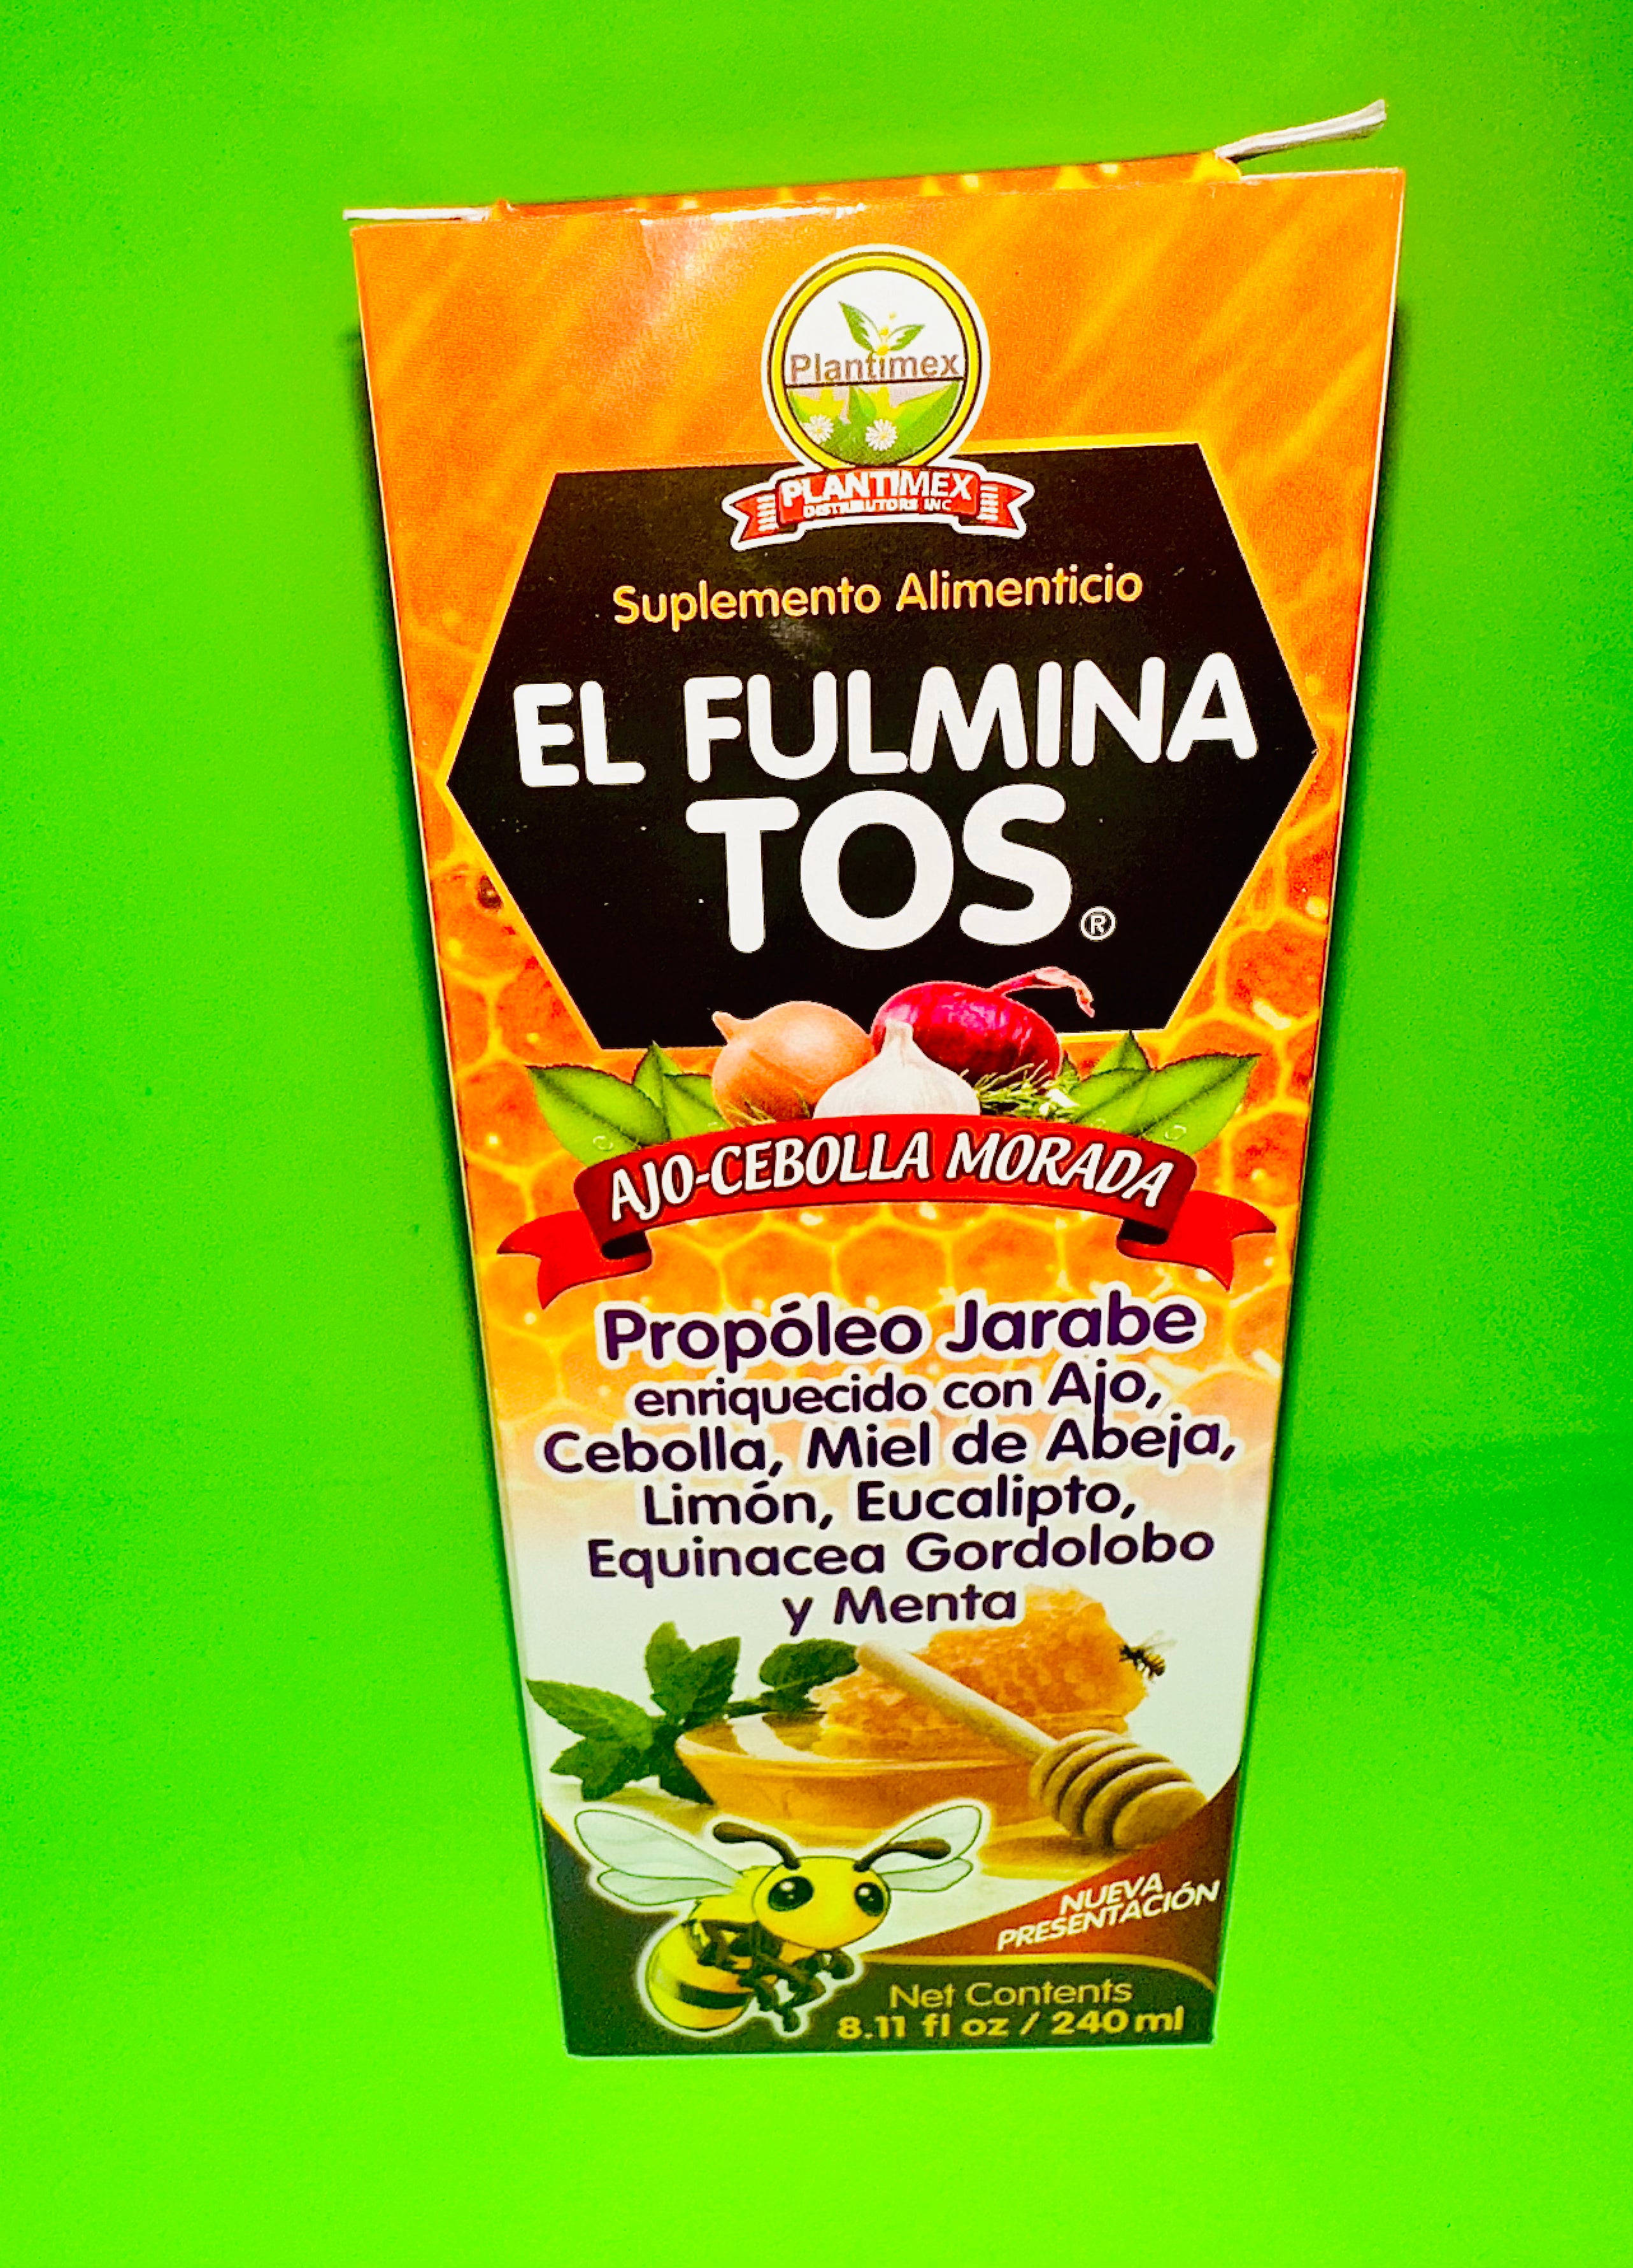 Plantimex
PLANTIMEX
DISTRIBUTORS INC
Suplemento Alimenticio
EL FULMINA
TOS®
AJO-CEBOLLA MORADA
Propóleo Jarabe
enriquecido con Ajo,
Cebolla, Miel de Abeja,
Limón, Eucalipto,
Equinacea Gordolobo
y Menta
NUEVA
PRESENTACIÓN
Net Contents
8.11 fl oz / 240 ml